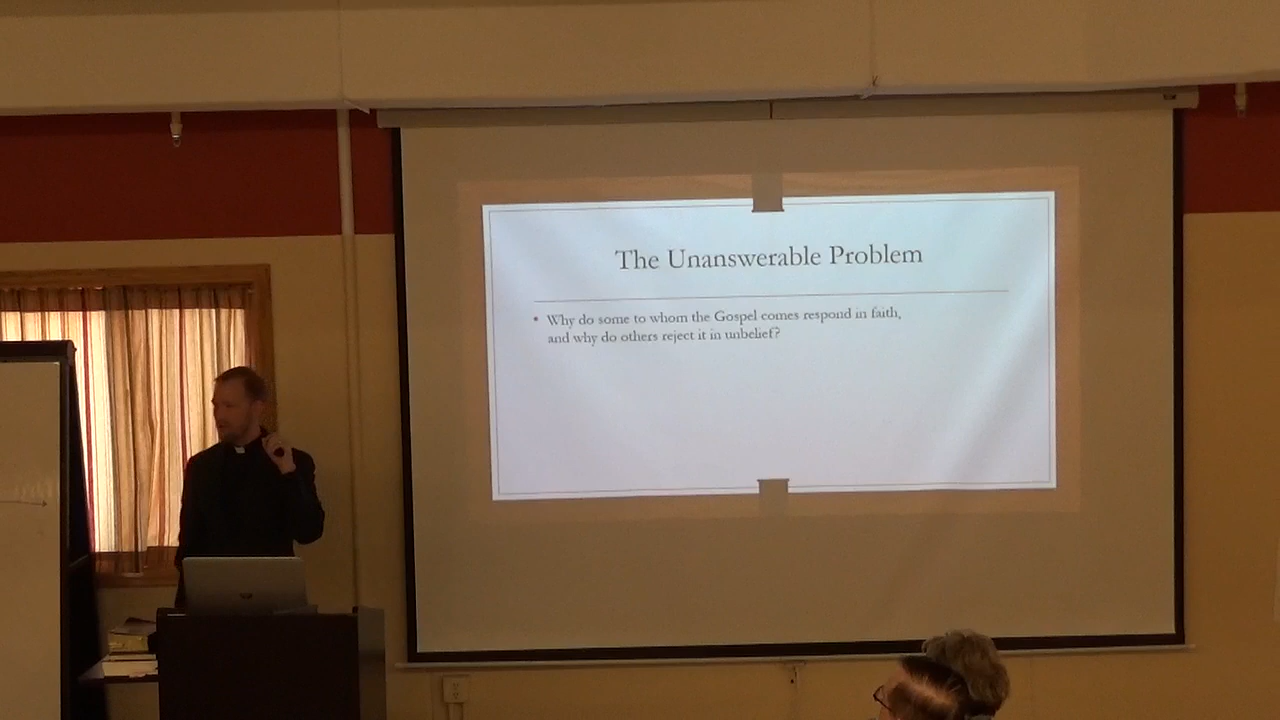 The Unanswerable Problem
Why do some to whom the Gospel comes respond in faith,
and why do others reject it in unbelief?